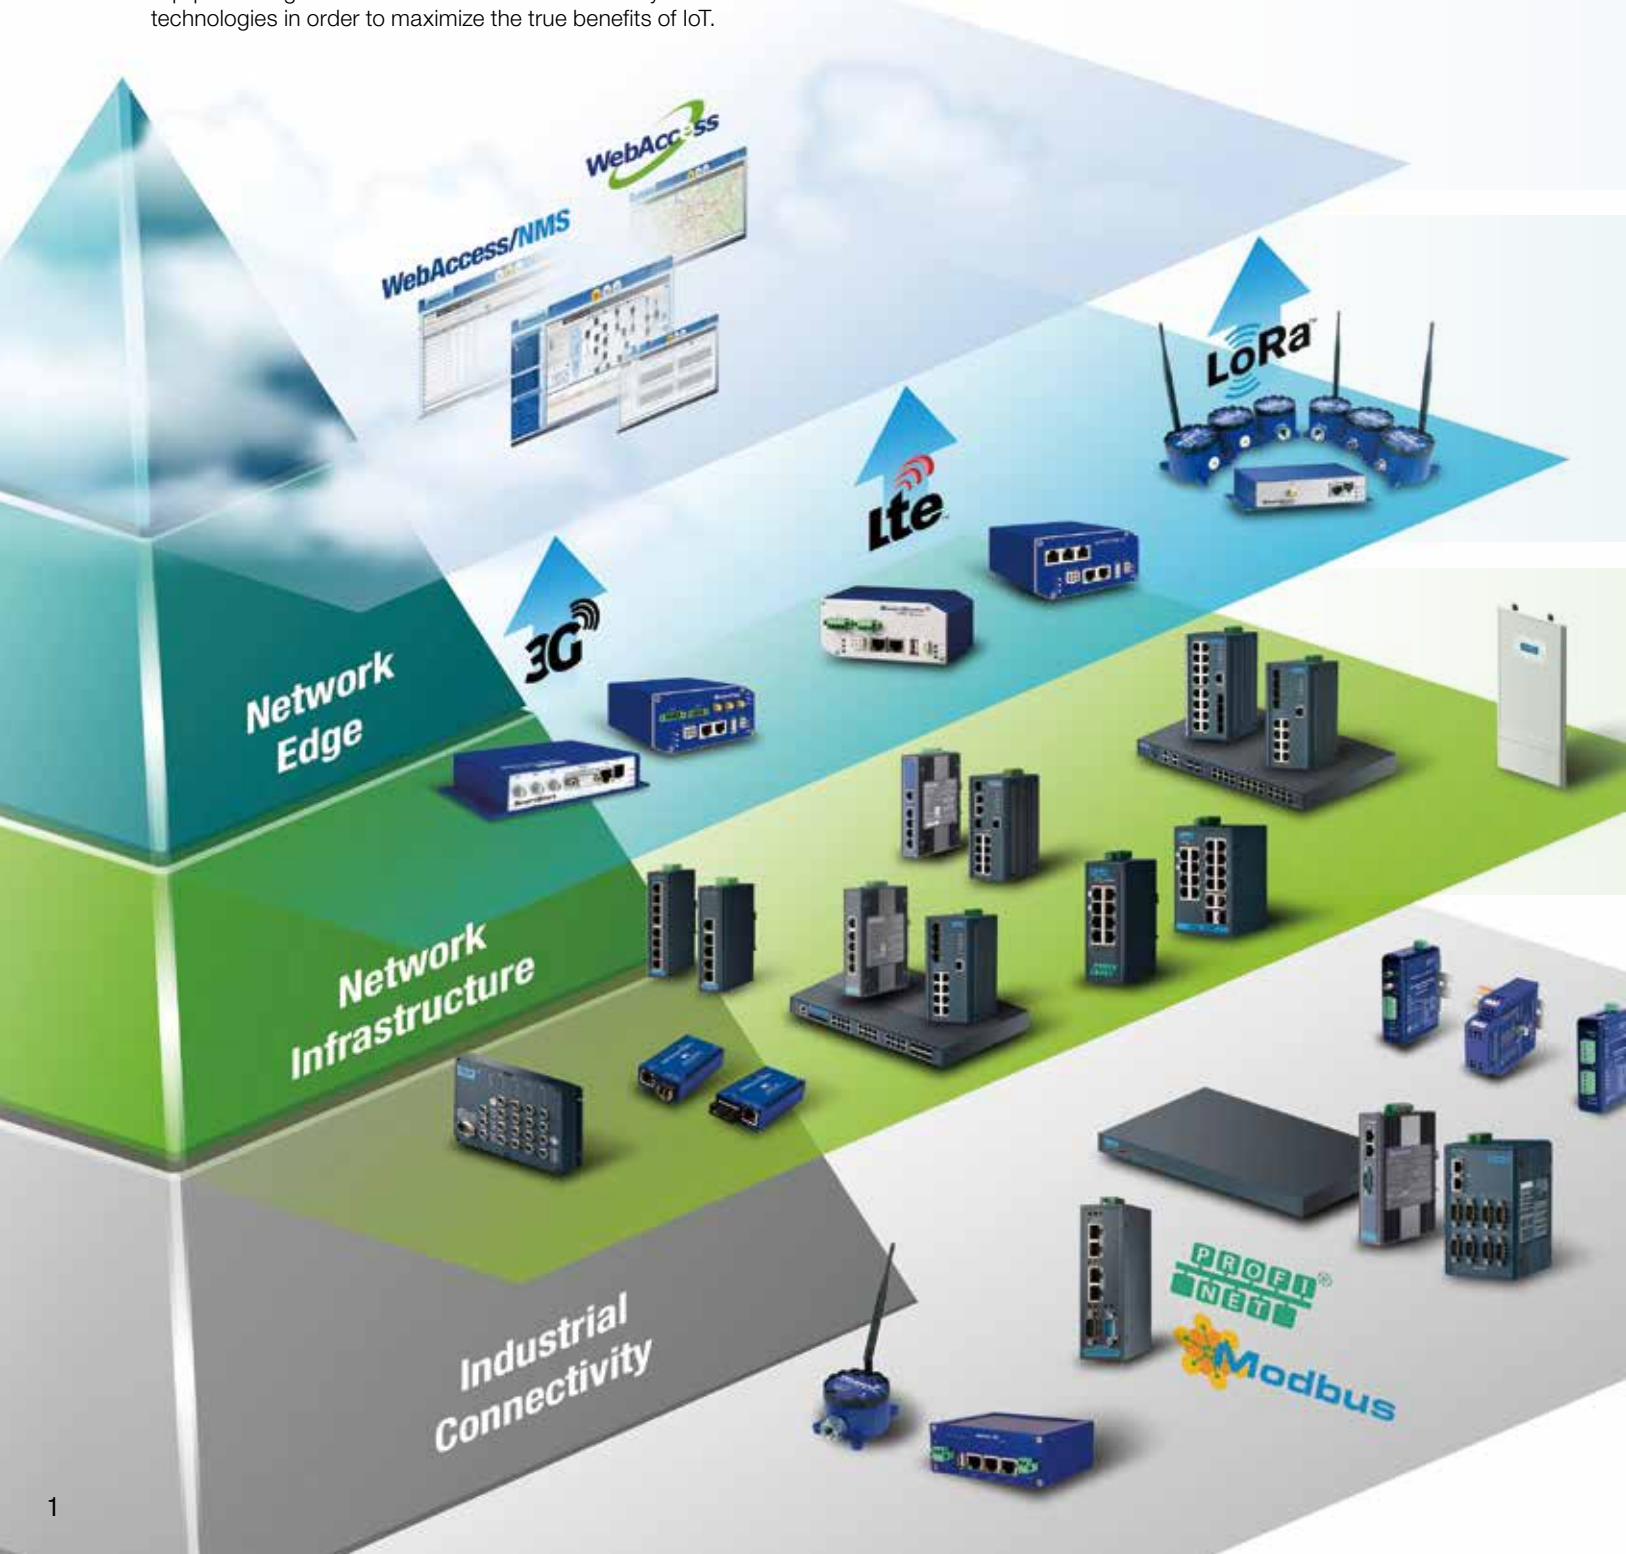 technologies in order to maximize the true benefits of IoT.
WebAccess
WebAccess/NMS
LoRa™
Lte
3G
Network
Edge
Network
Infrastructure
PROFI®
NET
Modbus
Industrial
Connectivity
1